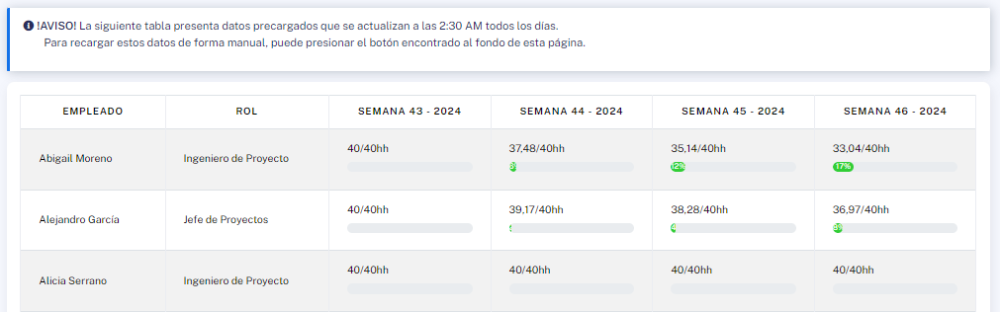 !AVISO! La siguiente tabla presenta datos precargados que se actualizan a las 2:30 AM todos los días.
Para recargar estos datos de forma manual, puede presionar el botón encontrado al fondo de esta página.
EMPLEADO ROL SEMANA 43 - 2024 SEMANA 44 - 2024 SEMANA 45 - 2024 SEMANA 46 - 2024
Abigail Moreno Ingeniero de Proyecto 40/40hh 37,48/40hh 35,14/40hh 33,04/40hh
12% 17%
Alejandro García Jefe de Proyectos 40/40hh 39,17/40hh 38,28/40hh 36,97/40hh
Alicia Serrano Ingeniero de Proyecto 40/40hh 40/40hh 40/40hh 40/40hh